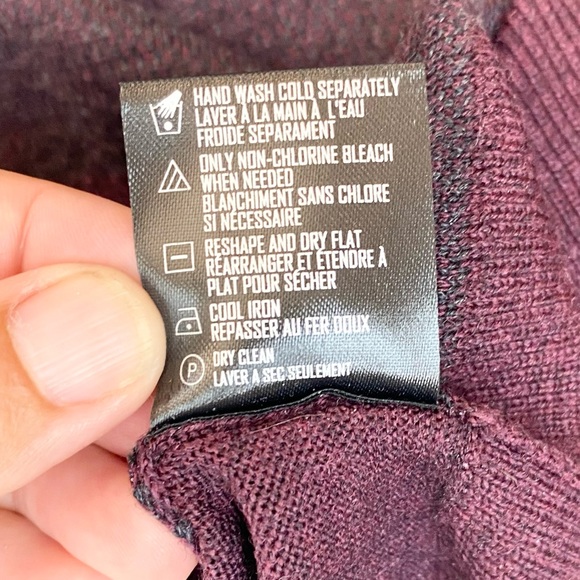 HAND WASH COLD SEPARATELY
LAVER À LA MAIN À L'EAU
FROIDE SEPARAMENT
ONLY NON-CHLORINE BLEACH
WHEN NEEDED
BLANCHIMENT SANS CHLORE
SI NÉCESSAIRE
RESHAPE AND DRY FLAT
RÉARRANGER ET ÉTENDRE À
PLAT POUR SÉCHER
COOL IRON
REPASSER AU FER DOUX
P
DRY CLEAN
LAVER A SEC SEULEMENT